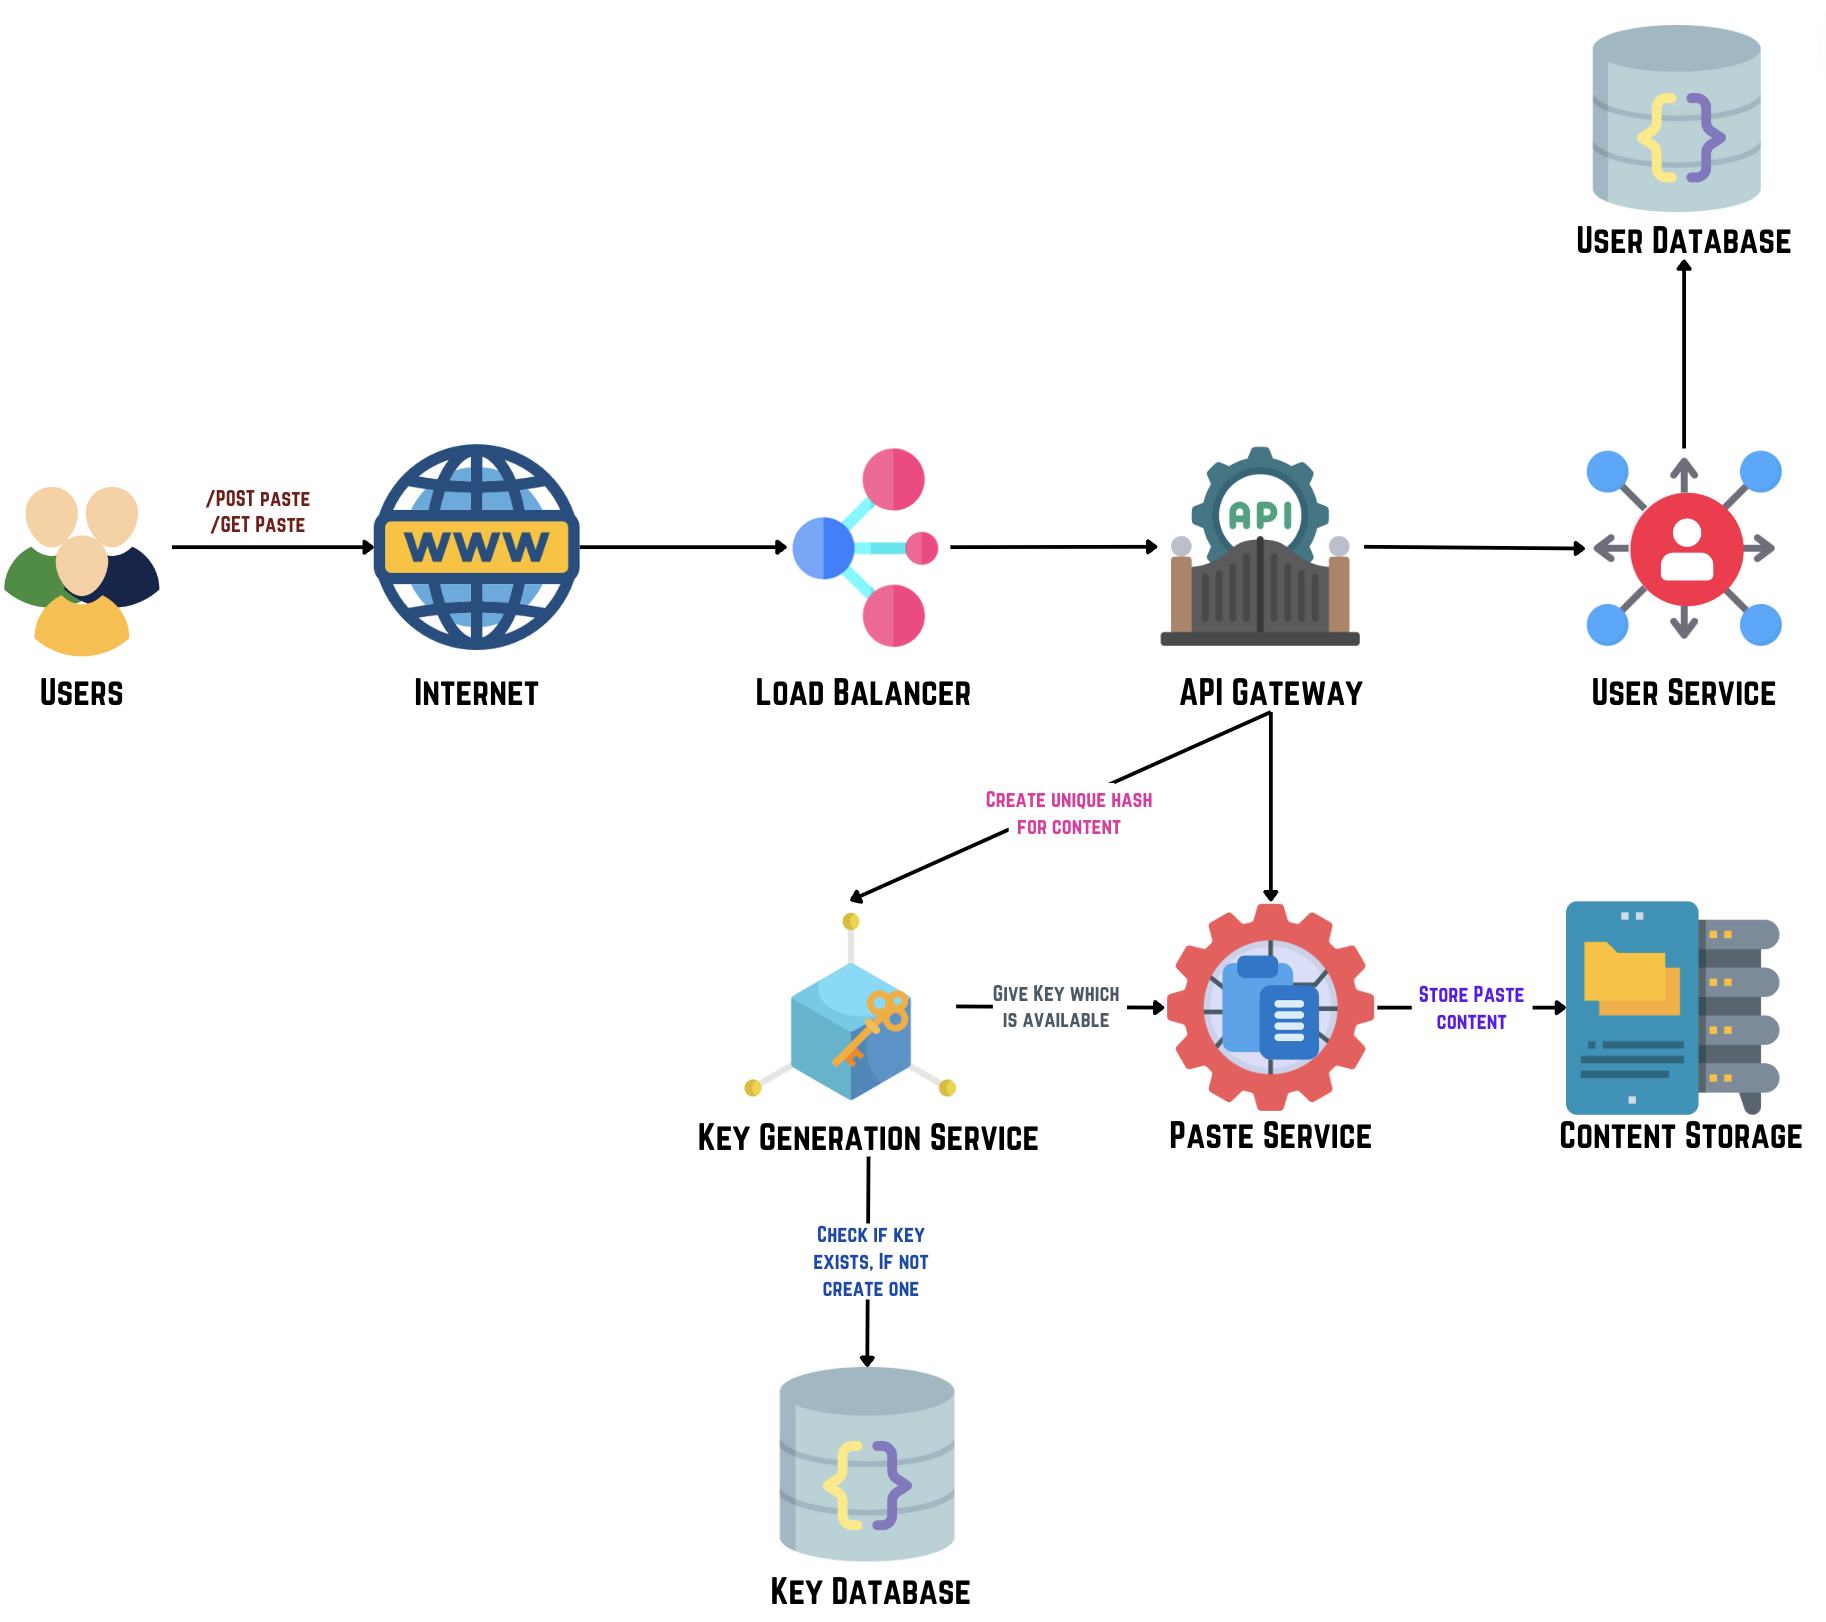 User Database
/POST paste
/GET Paste
WWW
API
Users
Internet
Load Balancer
API Gateway
User Service
Create unique hash
for content
Give Key which
is available
Store Paste
content
Key Generation Service
Paste Service
Content Storage
Check if key
exists, If not
create one
{ }
Key Database